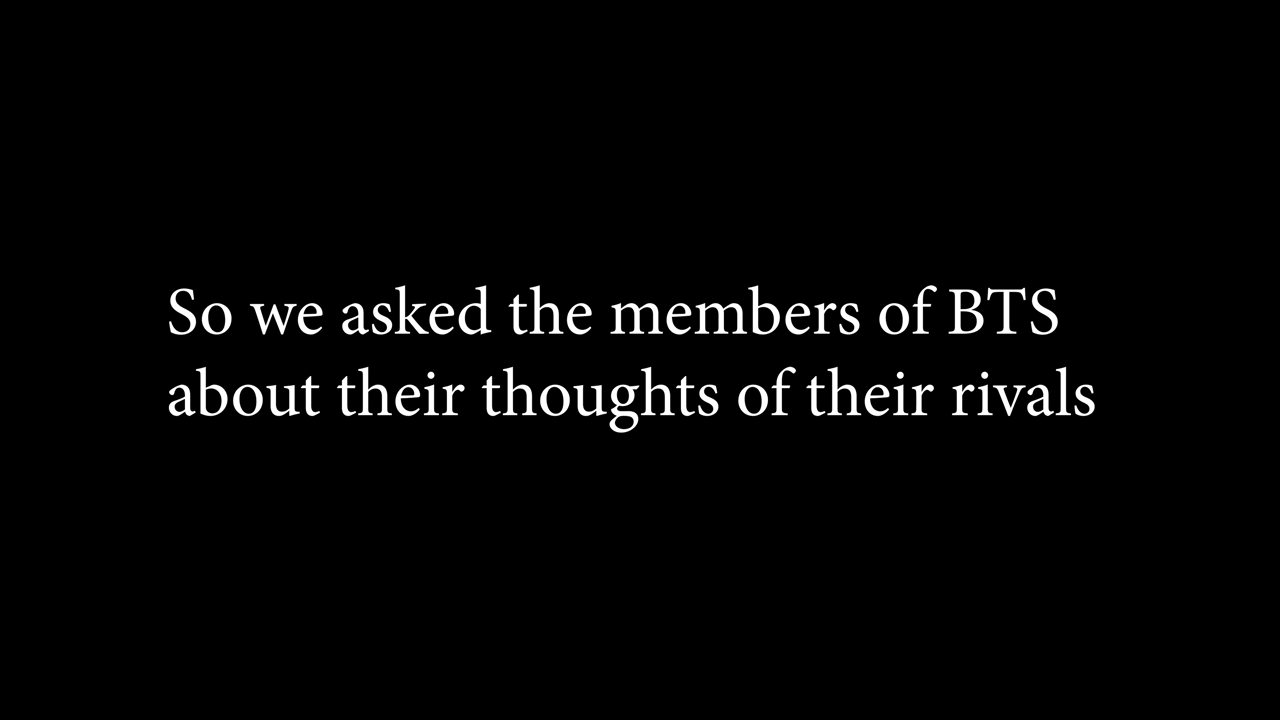 So we asked the members of BTS
about their thoughts of their rivals